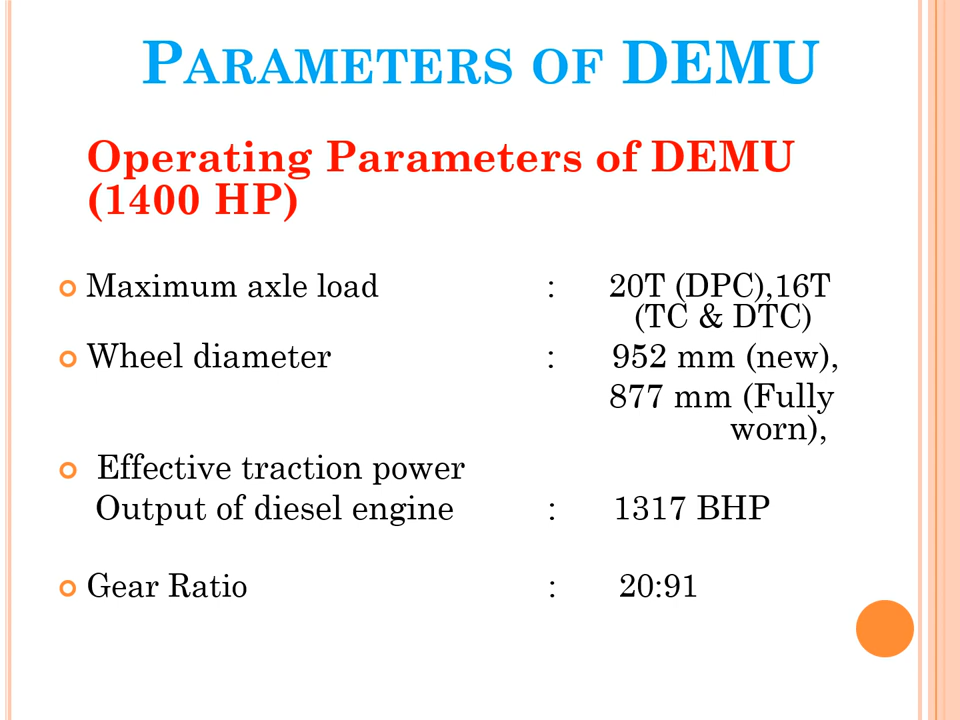 PARAMETERS OF DEMU
Operating Parameters of DEMU
(1400 HP)
Maximum axle load : 20T (DPC),16T
(TC & DTC)
Wheel diameter : 952 mm (new),
877 mm (Fully
worn),
Effective traction power
Output of diesel engine : 1317 BHP
Gear Ratio : 20:91